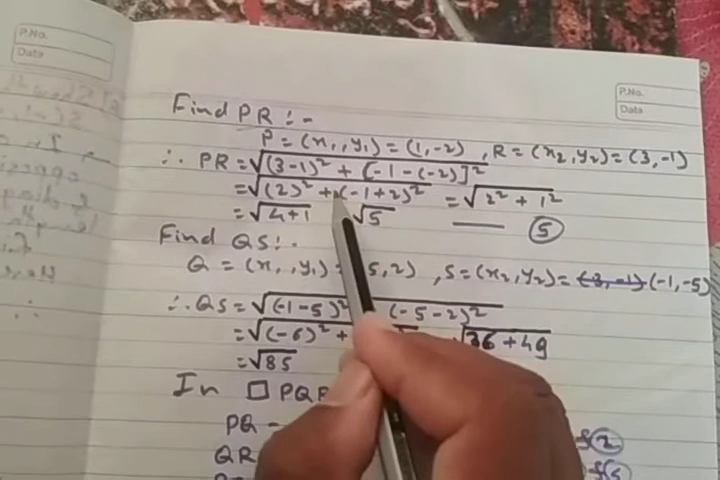 P.No.
Data
P.No.
Data
Find PR :-
P = (x₁, y₁) = (1, -2) , R = (x₂, y₂) = (3, -1)
∴ PR = √(3-1)² + [-1-(-2)]²
= √(2)² + (-1+2)² = √2² + 1²
= √4+1 √5 — ⑤
Find QS :-
Q = (x₁, y₁) = (5, 2) , S = (x₂, y₂) = (3, -1) (-1, -5)
∴ QS = √(-1-5)² (-5-2)²
= √(-6)² + √36 + 49
= √85
In □ PQR
PQ =
QR